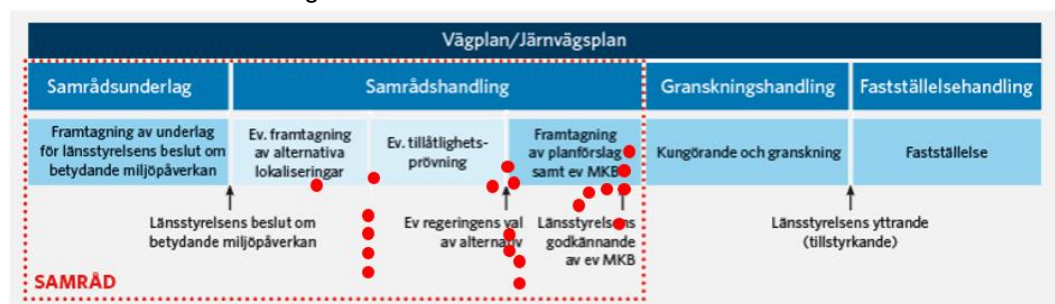 Vägplan/Järnvägsplan
Samrådsunderlag
Samrådshandling
Granskningshandling
Fastställelsehandling
Framtagning av underlag
för länsstyrelsens beslut om
betydande miljöpåverkan
Ev. framtagning
av alternativa
lokaliseringar
Ev. tillåtlighets-
prövning
Framtagning
av planförslag
samt ev MKB
Kungörande och granskning
Fastställelse
Länsstyrelsens beslut om
betydande miljöpåverkan
Ev regeringens val
av alternativ
Länsstyrelsens
godkännande
av ev MKB
Länsstyrelsens yttrande
(tillstyrkande)
SAMRÅD